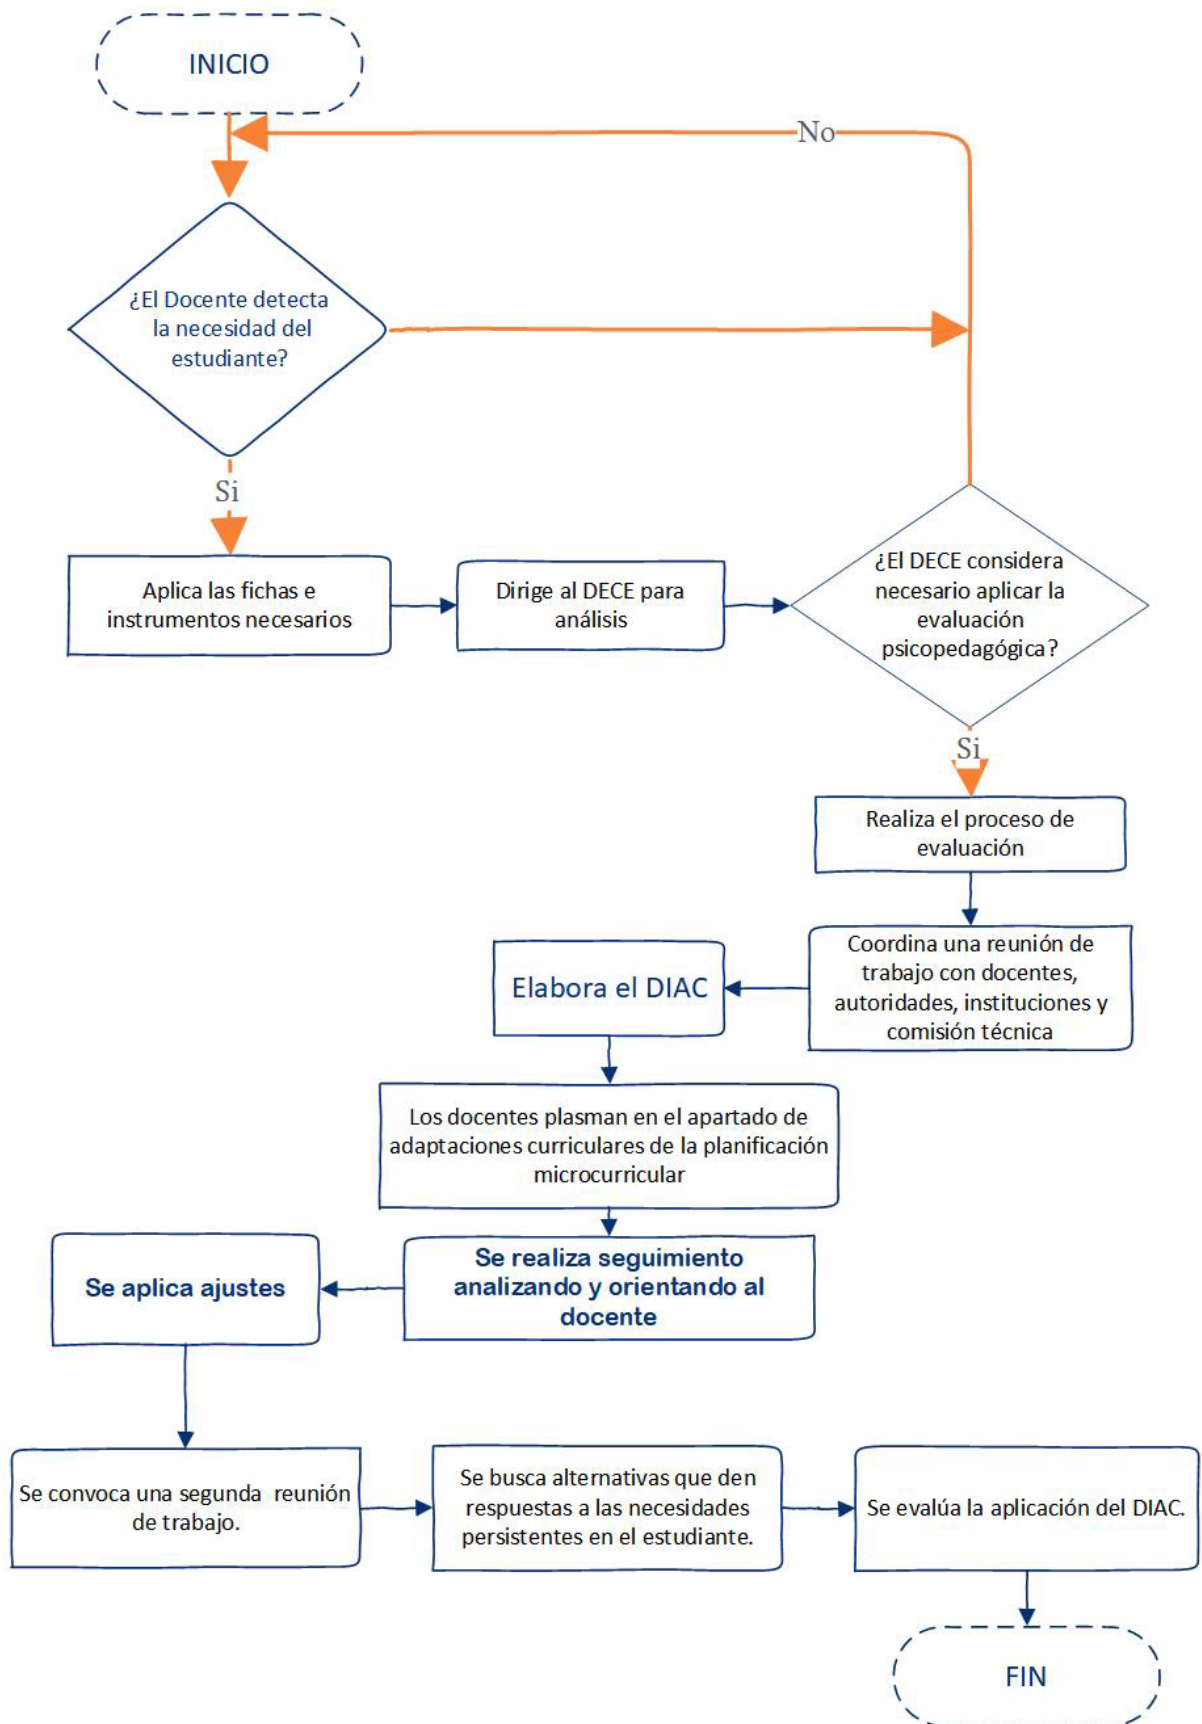 INICIO
No
¿El Docente detecta
la necesidad del
estudiante?
Si
Aplica las fichas e
instrumentos necesarios
Dirige al DECE para
análisis
¿El DECE considera
necesario aplicar la
evaluación
psicopedagógica?
Si
Realiza el proceso de
evaluación
Coordina una reunión de
trabajo con docentes,
autoridades, instituciones y
comisión técnica
Elabora el DIAC
Los docentes plasman en el apartado de
adaptaciones curriculares de la planificación
microcurricular
Se realiza seguimiento
analizando y orientando al
docente
Se aplica ajustes
Se convoca una segunda reunión
de trabajo.
Se busca alternativas que den
respuestas a las necesidades
persistentes en el estudiante.
Se evalúa la aplicación del DIAC.
FIN